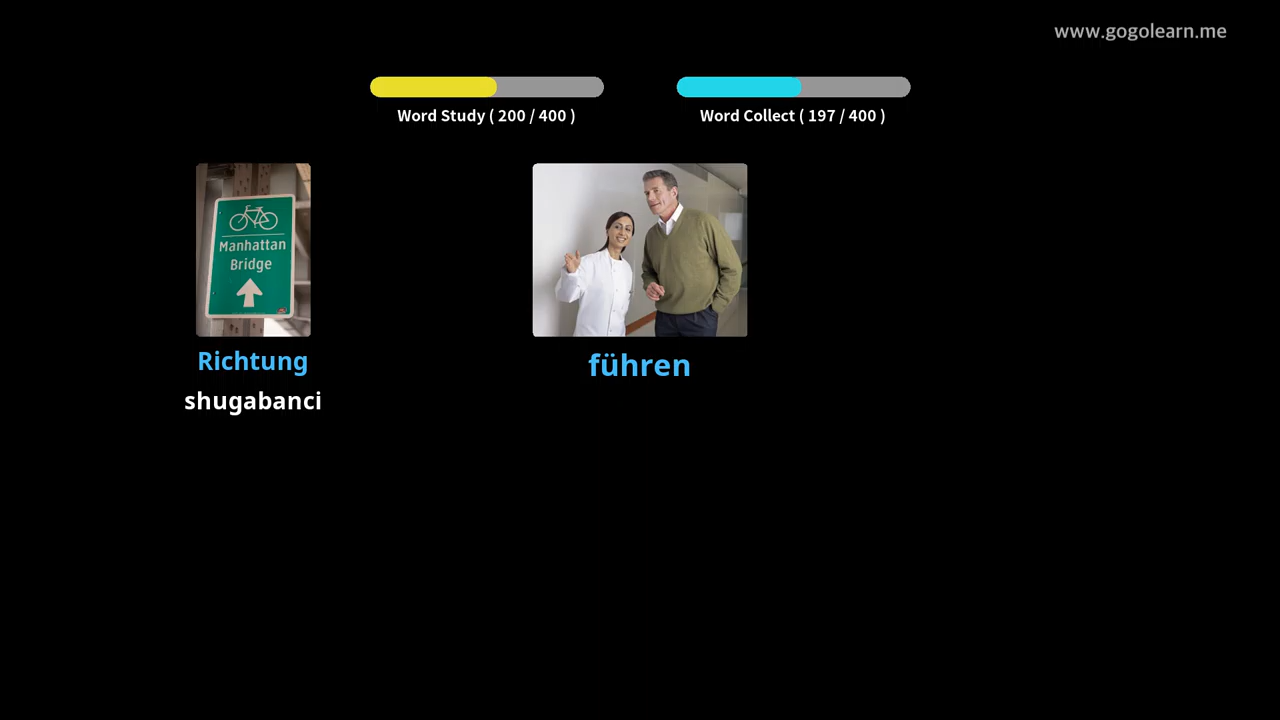 www.gogolearn.me
Word Study ( 200 / 400 )
Word Collect ( 197 / 400 )
Manhattan
Bridge
Richtung
shugabanci
führen